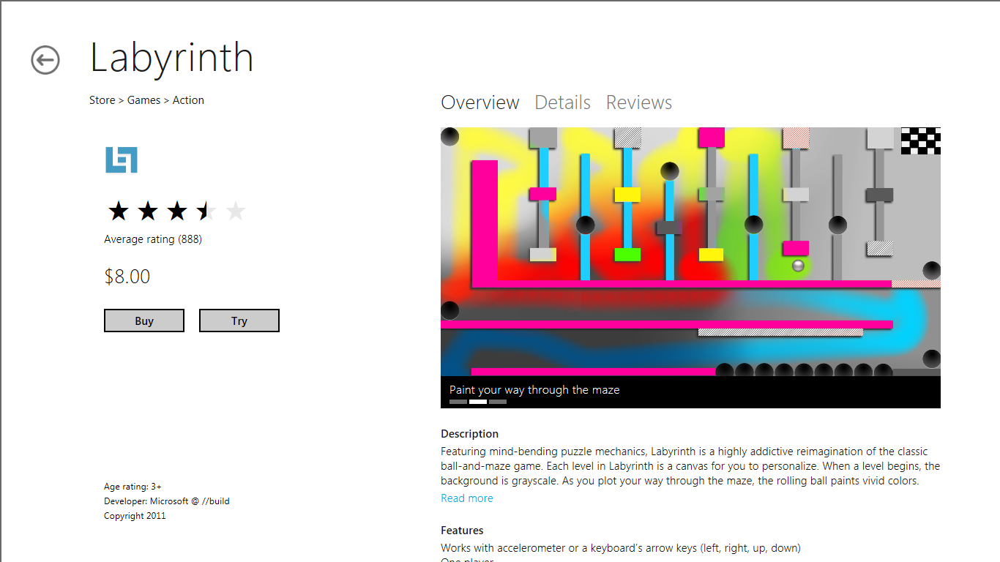 Labyrinth
Store > Games > Action
Average rating (888)
$8.00
Buy
Try
Age rating: 3+
Developer: Microsoft @ //build
Copyright 2011
Overview Details Reviews
Paint your way through the maze
Description
Featuring mind-bending puzzle mechanics, Labyrinth is a highly addictive reimagination of the classic
ball-and-maze game. Each level in Labyrinth is a canvas for you to personalize. When a level begins, the
background is grayscale. As you plot your way through the maze, the rolling ball paints vivid colors.
Read more
Features
Works with accelerometer or a keyboard’s arrow keys (left, right, up, down)
One player